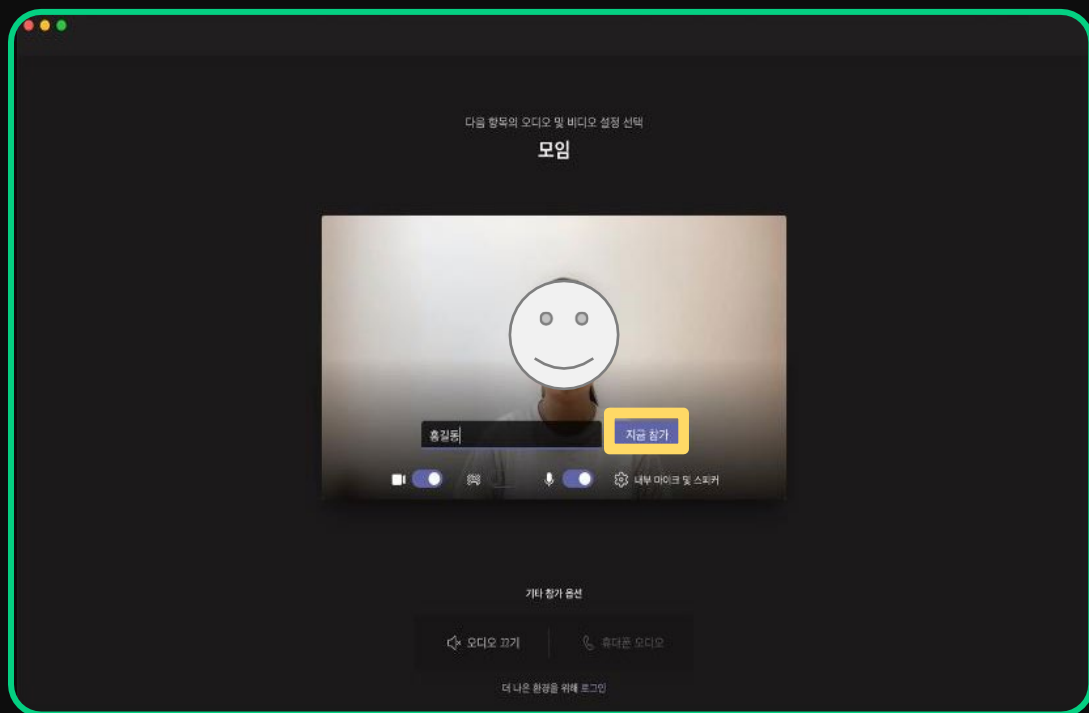 다음 항목의 오디오 및 비디오 설정 선택
모임
홍길동
지금 참가
내부 마이크 및 스피커
기타 참가 옵션
오디오 끄기
휴대폰 오디오
더 나은 환경을 위해 로그인